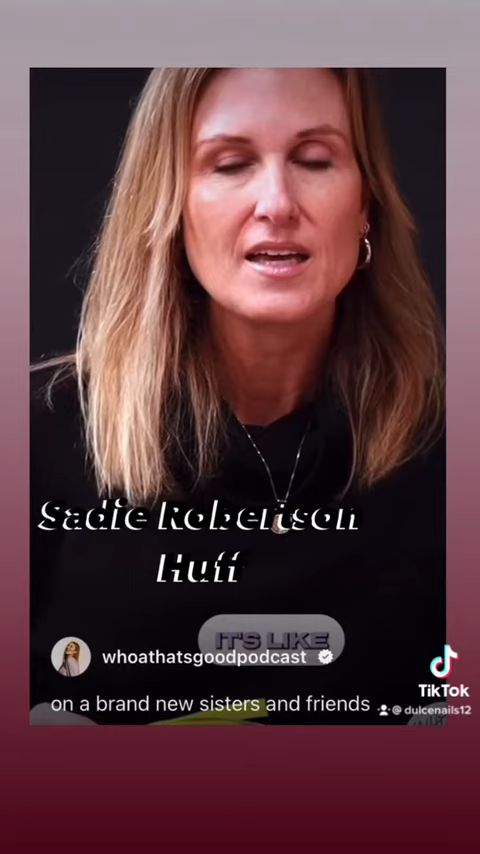 Sadie Robertson
Huff
IT'S LIKE
whoathatsgoodpodcast
on a brand new sisters and friends
TikTok
@ dulcenails12